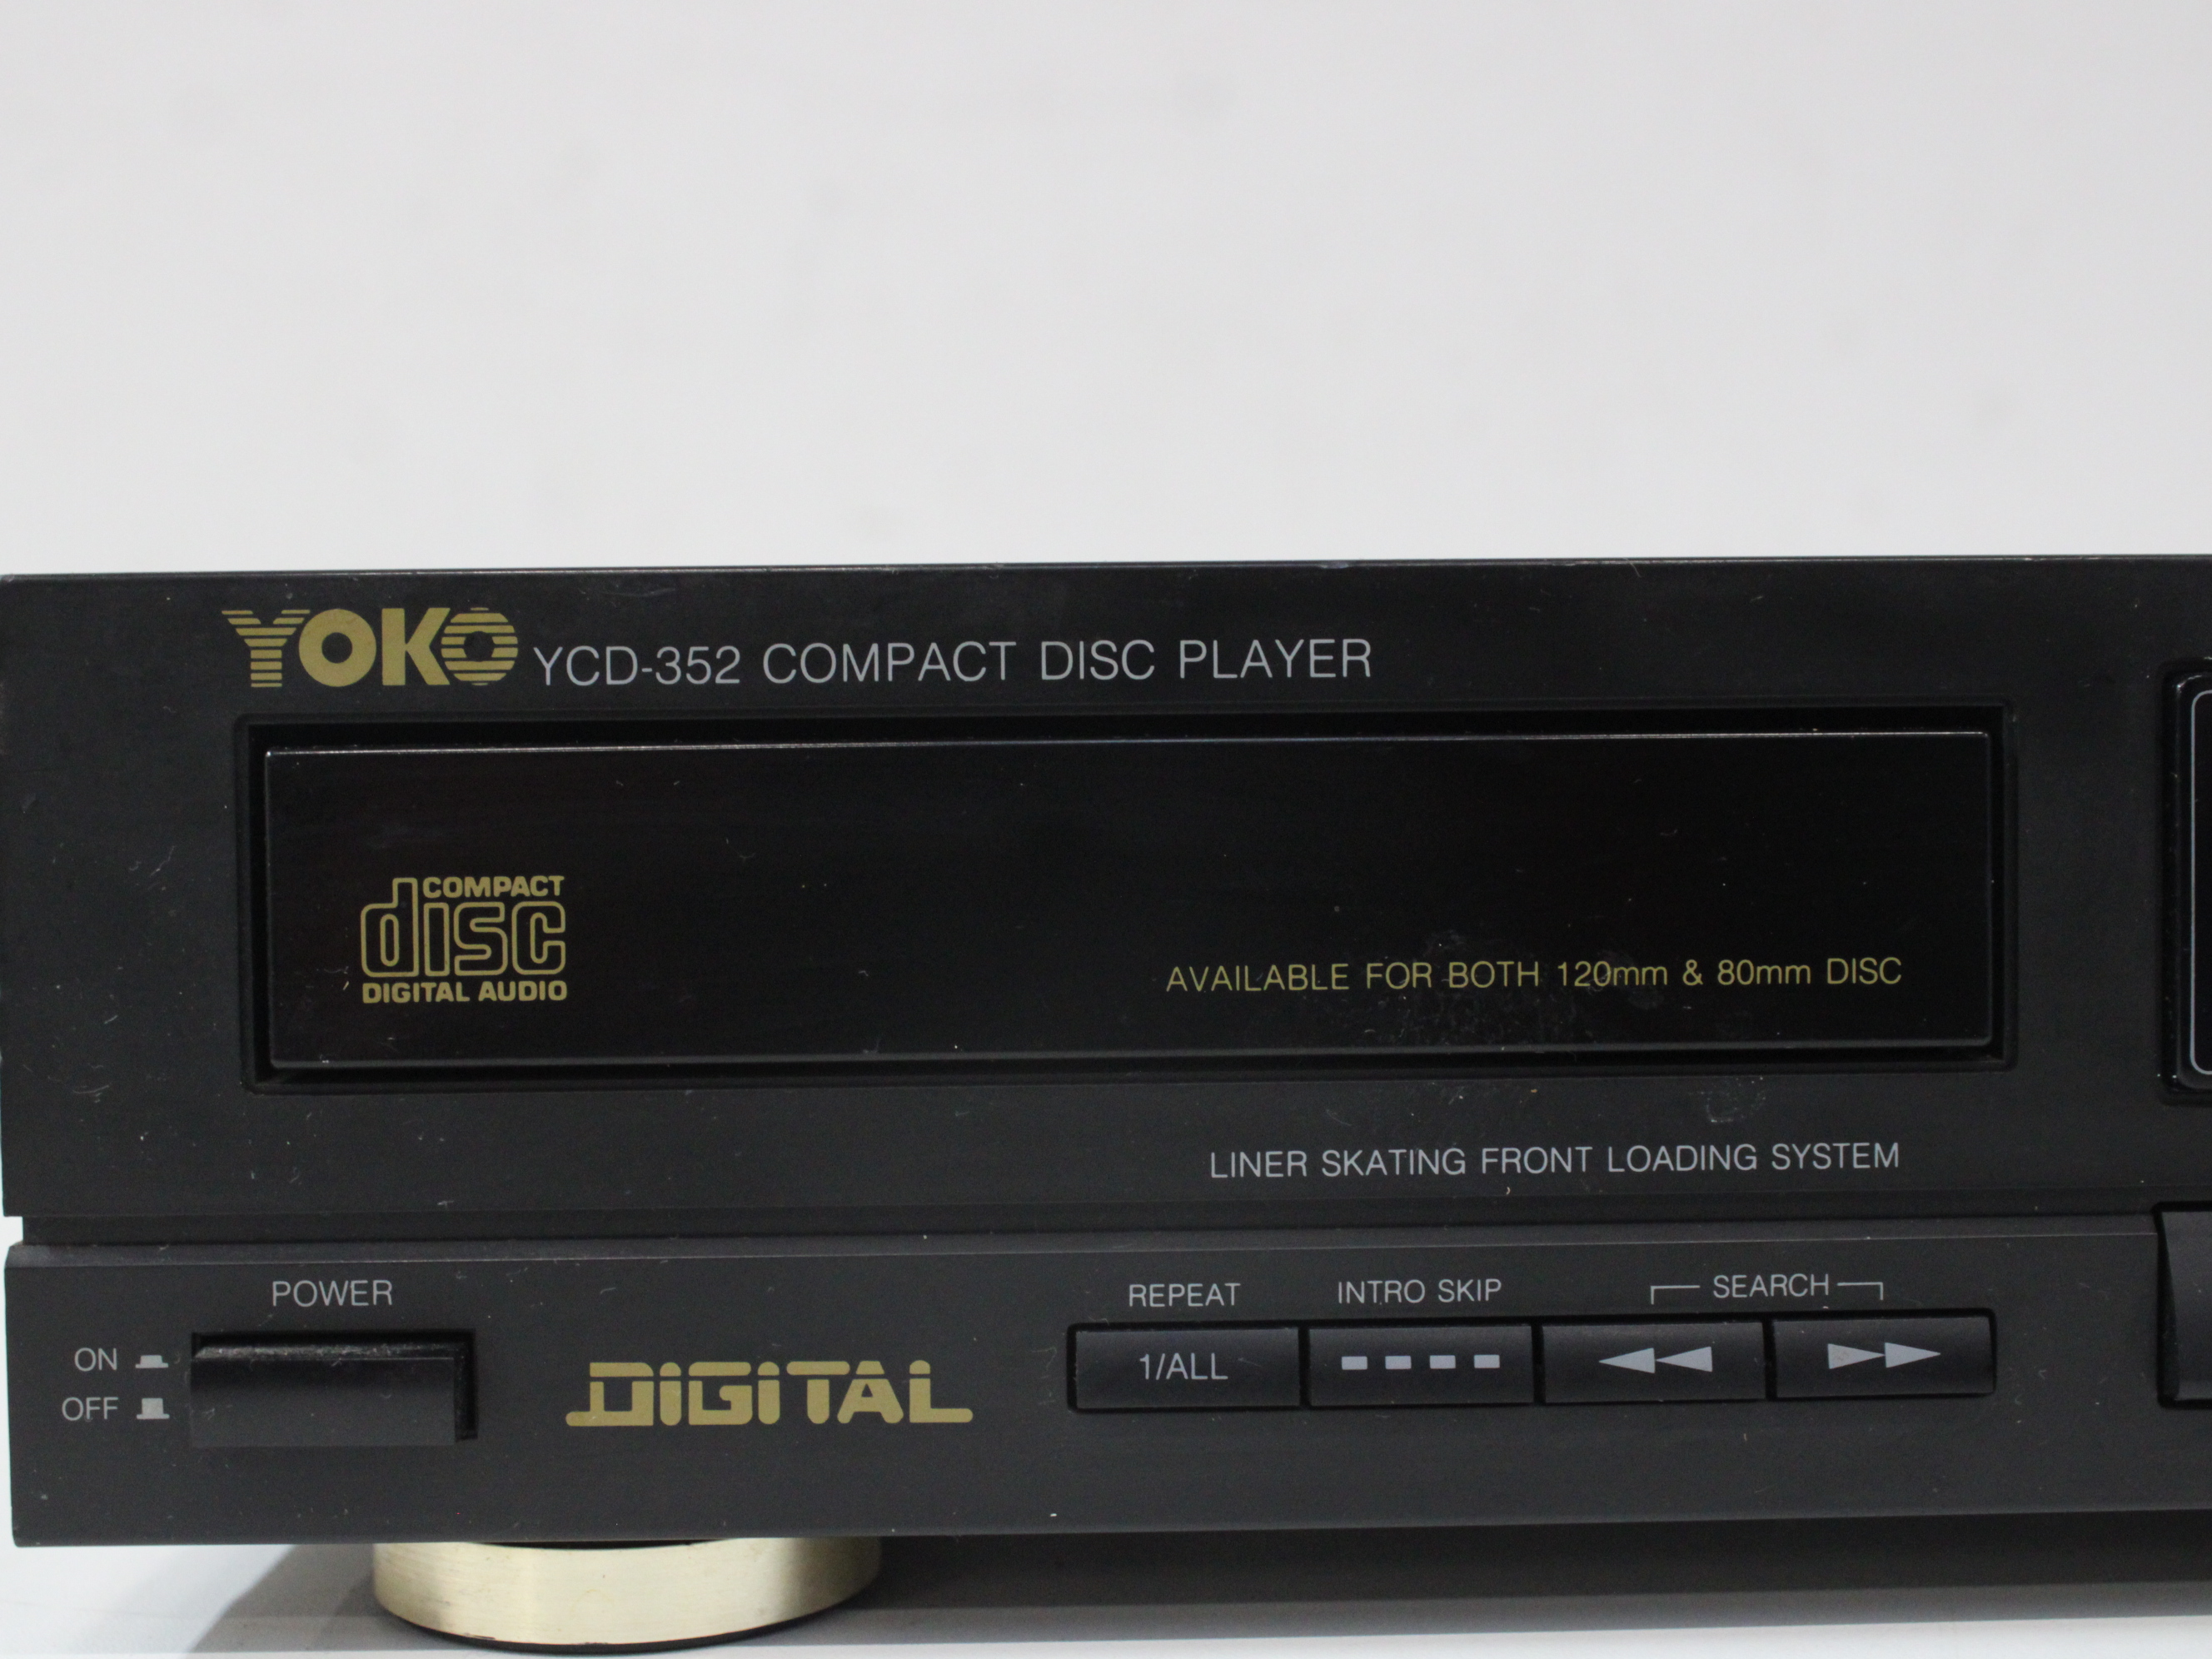 YOKO YCD-352 COMPACT DISC PLAYER
COMPACT
disc
DIGITAL AUDIO
AVAILABLE FOR BOTH 120mm & 80mm DISC
LINER SKATING FRONT LOADING SYSTEM
POWER
ON
OFF
DIGITAL
REPEAT INTRO SKIP SEARCH
1/ALL